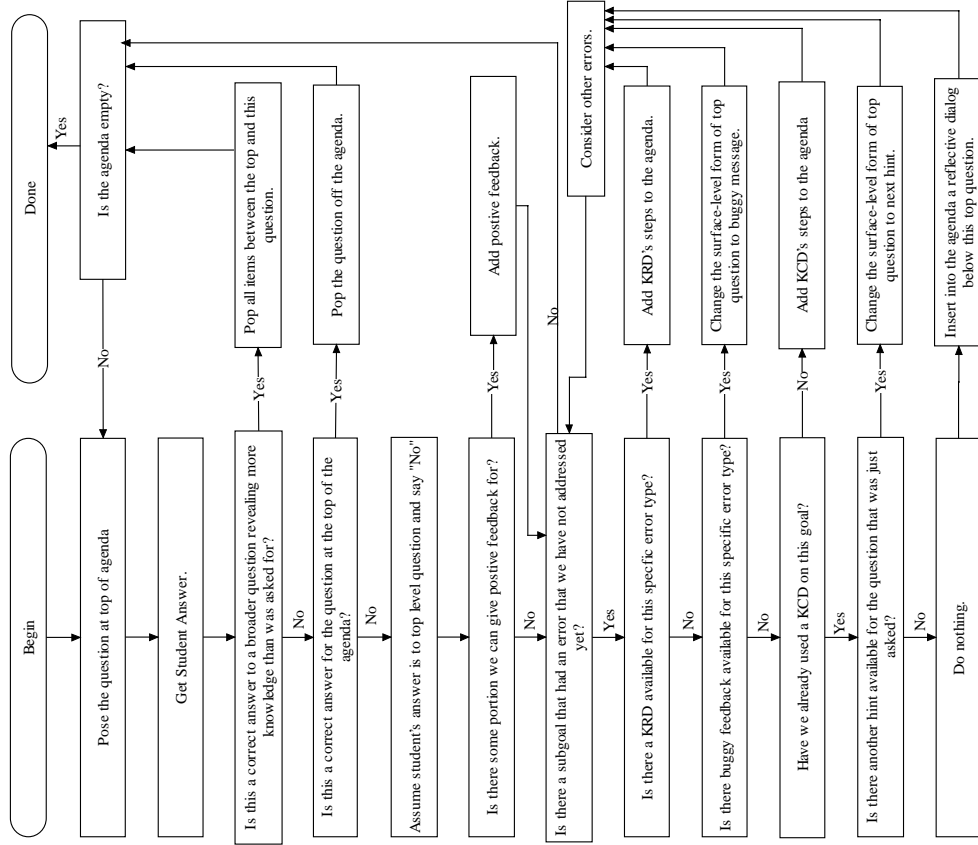 Begin
Done
Pose the question at top of agenda
No
Is the agenda empty?
Yes
Get Student Answer.
Is this a correct answer to a broader question revealing more
knowledge than was asked for?
Yes
Pop all items between the top and this
question.
No
Is this a correct answer for the question at the top of the
agenda?
Yes
Pop the question off the agenda.
No
Assume student's answer is to top level question and say "No"
Is there some portion we can give postive feedback for?
Yes
Add postive feedback.
No
Is there a subgoal that had an error that we have not addressed
yet?
No
Consider other errors.
Yes
Is there a KRD available for this specfic error type?
Yes
Add KRD's steps to the agenda.
No
Is there buggy feedback available for this specific error type?
Yes
Change the surface-level form of top
question to buggy message.
No
Have we already used a KCD on this goal?
No
Add KCD's steps to the agenda
Yes
Is there another hint available for the question that was just
asked?
Yes
Change the surface-level form of top
question to next hint.
No
Do nothing.
Insert into the agenda a reflective dialog
below this top question.